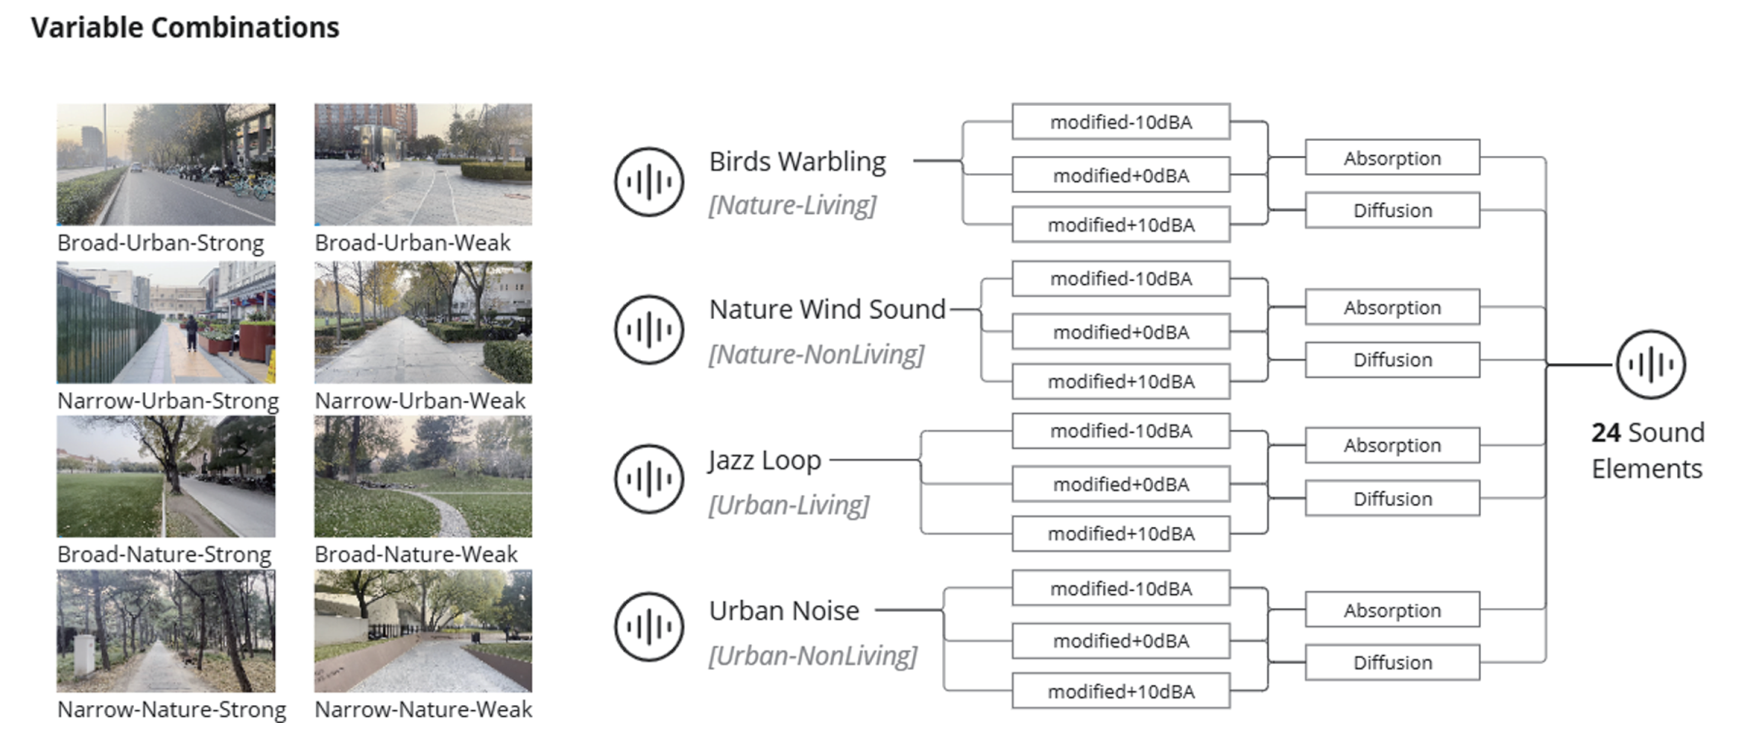 Variable Combinations
Broad-Urban-Strong
Broad-Urban-Weak
Narrow-Urban-Strong
Narrow-Urban-Weak
Broad-Nature-Strong
Broad-Nature-Weak
Narrow-Nature-Strong
Narrow-Nature-Weak
Birds Warbling
[Nature-Living]
modified-10dBA
modified+0dBA
modified+10dBA
Absorption
Diffusion
Nature Wind Sound
[Nature-NonLiving]
modified-10dBA
modified+0dBA
modified+10dBA
Absorption
Diffusion
Jazz Loop
[Urban-Living]
modified-10dBA
modified+0dBA
modified+10dBA
Absorption
Diffusion
Urban Noise
[Urban-NonLiving]
modified-10dBA
modified+0dBA
modified+10dBA
Absorption
Diffusion
24 Sound
Elements